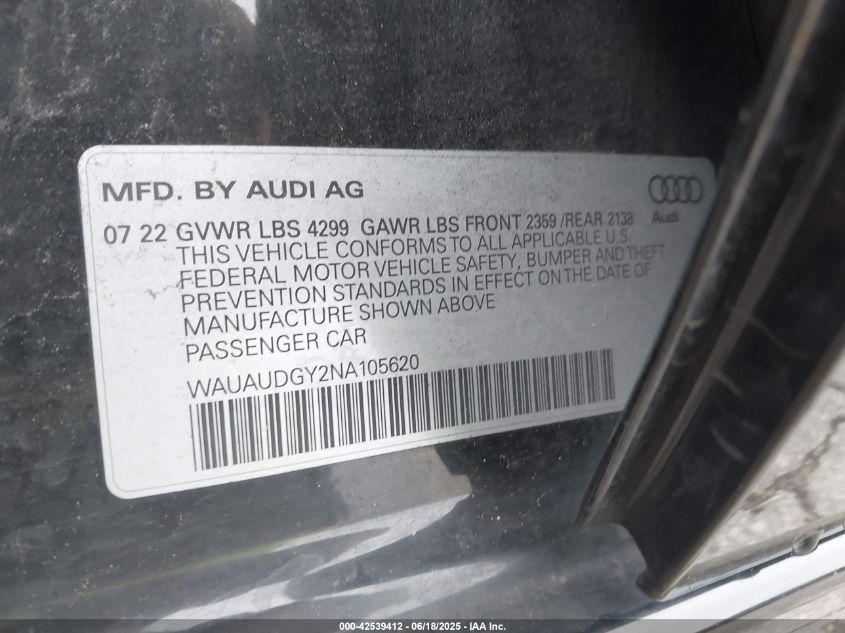 MFD. BY AUDI AG
Audi
07 22 GVWR LBS 4299 GAWR LBS FRONT 2359 /REAR 2138
THIS VEHICLE CONFORMS TO ALL APPLICABLE U.S.
FEDERAL MOTOR VEHICLE SAFETY, BUMPER AND THEFT
PREVENTION STANDARDS IN EFFECT ON THE DATE OF
MANUFACTURE SHOWN ABOVE
PASSENGER CAR
WAUAUDGY2NA105620
000-42539412 - 06/18/2025 - IAA Inc.